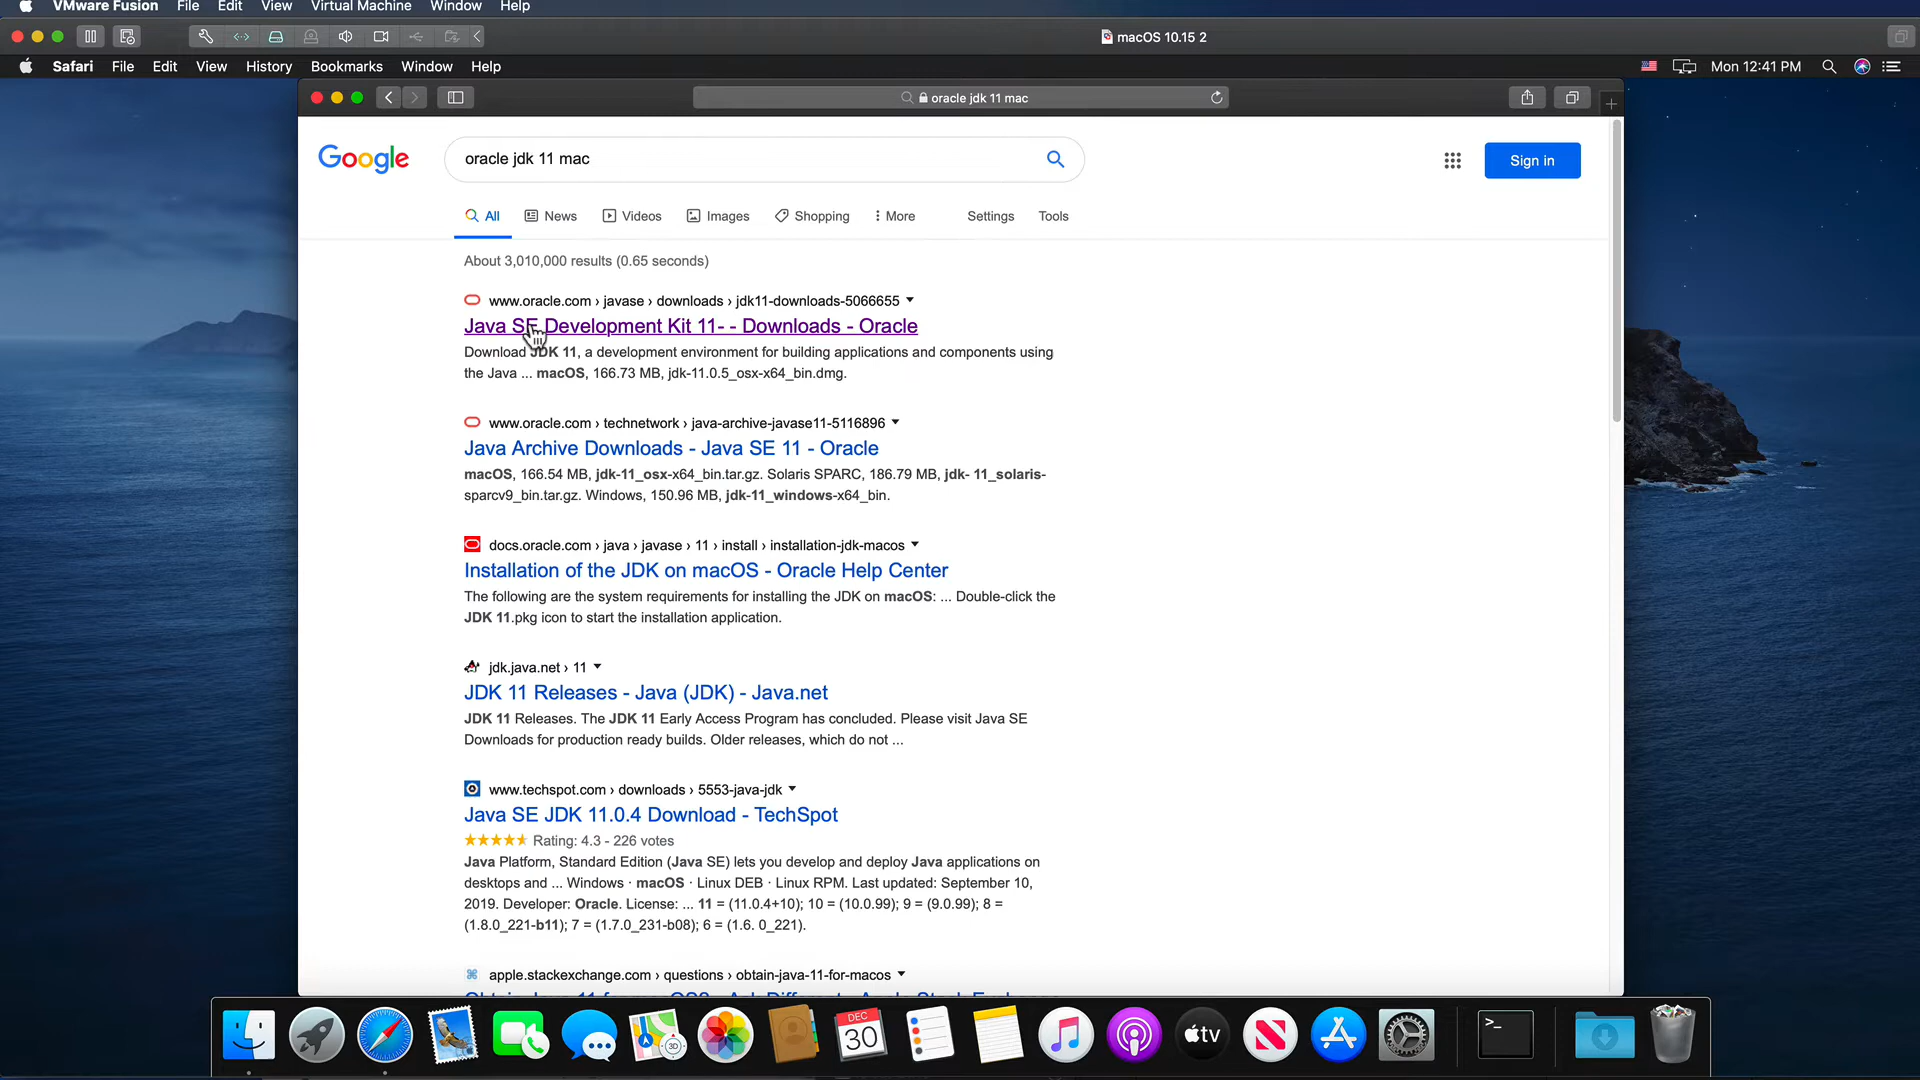 VMware Fusion File Edit View Virtual Machine Window Help
macOS 10.15 2
Safari File Edit View History Bookmarks Window Help Mon 12:41 PM
oracle jdk 11 mac
Google oracle jdk 11 mac Sign in
All News Videos Images Shopping More Settings Tools
About 3,010,000 results (0.65 seconds)
www.oracle.com › javase › downloads › jdk11-downloads-5066655
Java SE Development Kit 11- - Downloads - Oracle
Download JDK 11, a development environment for building applications and components using
the Java ... macOS, 166.73 MB, jdk-11.0.5_osx-x64_bin.dmg.
www.oracle.com › technetwork › java-archive-javase11-5116896
Java Archive Downloads - Java SE 11 - Oracle
macOS, 166.54 MB, jdk-11_osx-x64_bin.tar.gz. Solaris SPARC, 186.79 MB, jdk- 11_solaris-
sparcv9_bin.tar.gz. Windows, 150.96 MB, jdk-11_windows-x64_bin.
docs.oracle.com › java › javase › 11 › install › installation-jdk-macos
Installation of the JDK on macOS - Oracle Help Center
The following are the system requirements for installing the JDK on macOS: ... Double-click the
JDK 11.pkg icon to start the installation application.
jdk.java.net › 11
JDK 11 Releases - Java (JDK) - Java.net
JDK 11 Releases. The JDK 11 Early Access Program has concluded. Please visit Java SE
Downloads for production ready builds. Older releases, which do not ...
www.techspot.com › downloads › 5553-java-jdk
Java SE JDK 11.0.4 Download - TechSpot
Rating: 4.3 - 226 votes
Java Platform, Standard Edition (Java SE) lets you develop and deploy Java applications on
desktops and ... Windows · macOS · Linux DEB · Linux RPM. Last updated: September 10,
2019. Developer: Oracle. License: ... 11 = (11.0.4+10); 10 = (10.0.99); 9 = (9.0.99); 8 =
(1.8.0_221-b11); 7 = (1.7.0_231-b08); 6 = (1.6. 0_221).
apple.stackexchange.com › questions › obtain-java-11-for-macos
3D
DEC
30
tv
>_